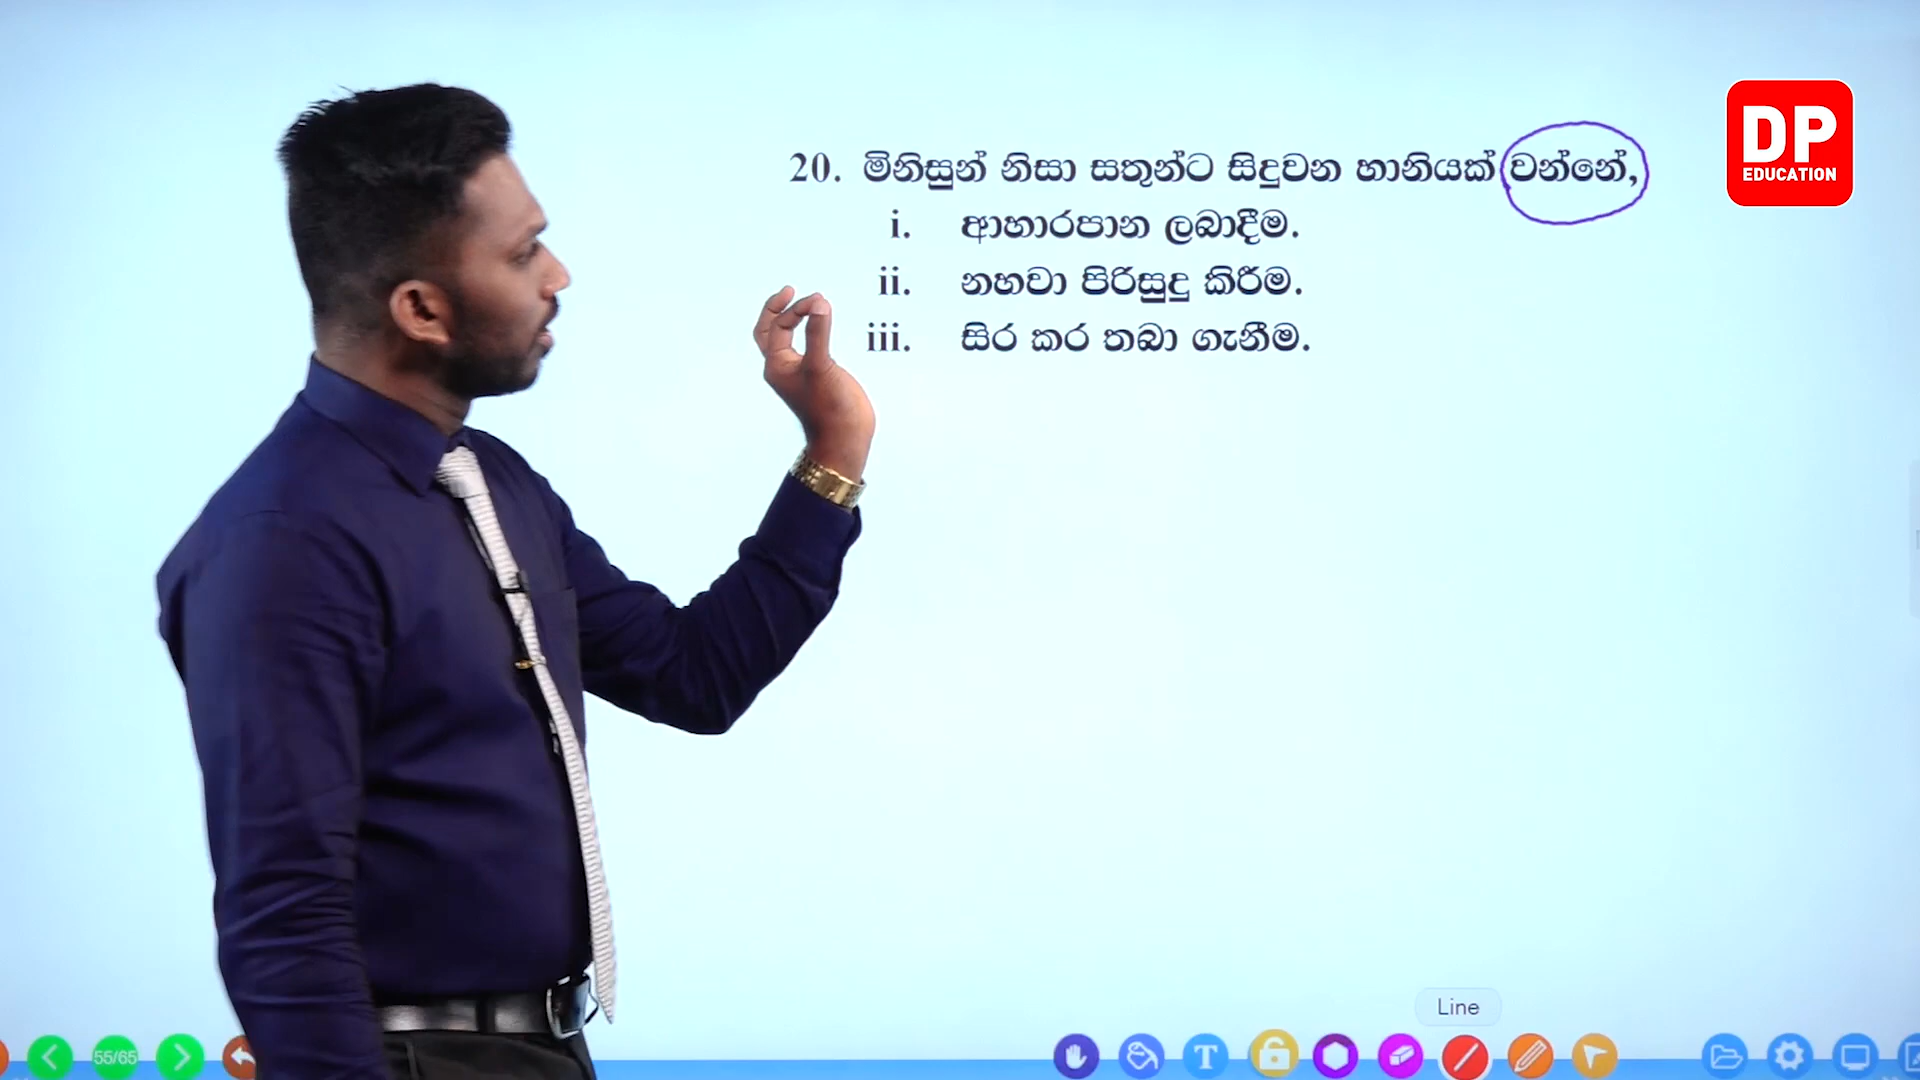 DP
EDUCATION
20. මිනිසුන් නිසා සතුන්ට සිදුවන හානියක් වන්නේ,
i. ආහාරපාන ලබාදීම.
ii. නහවා පිරිසුදු කිරීම.
iii. සිර කර තබා ගැනීම.
Line
55/65
T